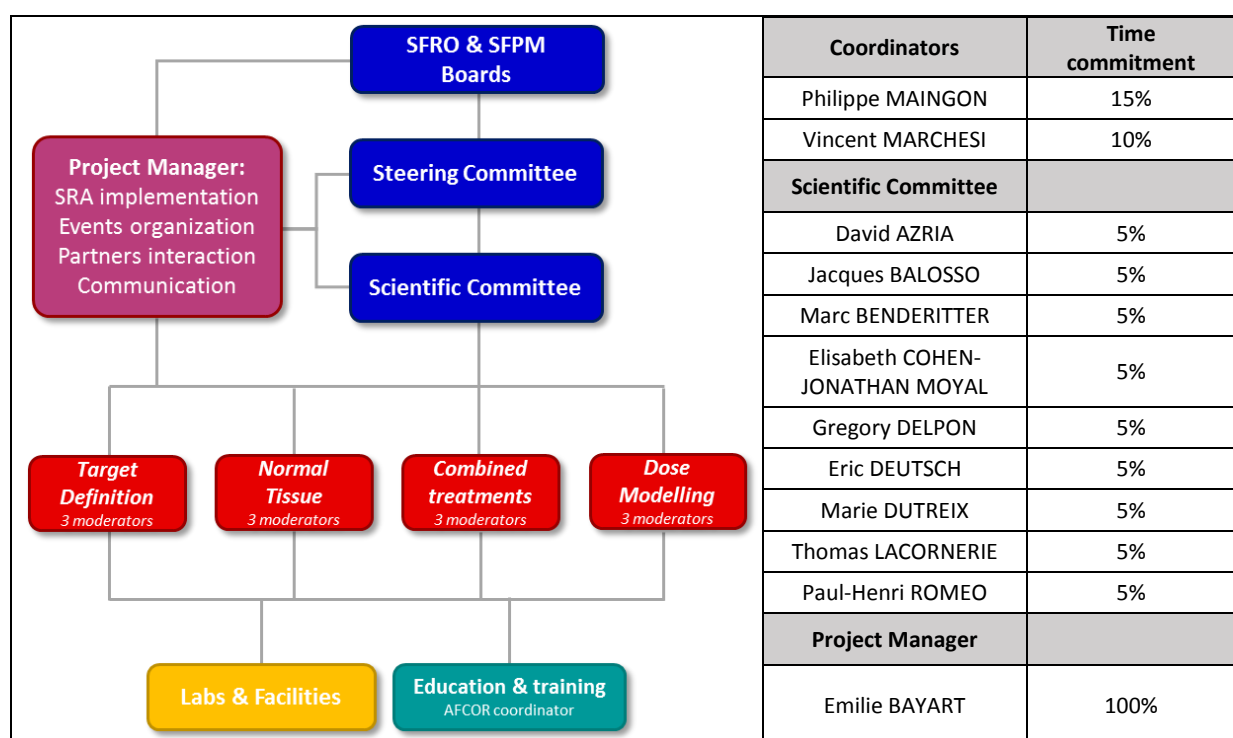 SFRO & SFPM
Boards
Project Manager:
SRA implementation
Events organization
Partners interaction
Communication
Steering Committee
Scientific Committee
Target
Definition
3 moderators
Normal
Tissue
3 moderators
Combined
treatments
3 moderators
Dose
Modelling
3 moderators
Labs & Facilities
Education & training
AFCOR coordinator
Coordinators
Time
commitment
Philippe MAINGON
15%
Vincent MARCHESI
10%
Scientific Committee
David AZRIA
5%
Jacques BALOSSO
5%
Marc BENDERITTER
5%
Elisabeth COHEN-
JONATHAN MOYAL
5%
Gregory DELPON
5%
Eric DEUTSCH
5%
Marie DUTREIX
5%
Thomas LACORNERIE
5%
Paul-Henri ROMEO
5%
Project Manager
Emilie BAYART
100%